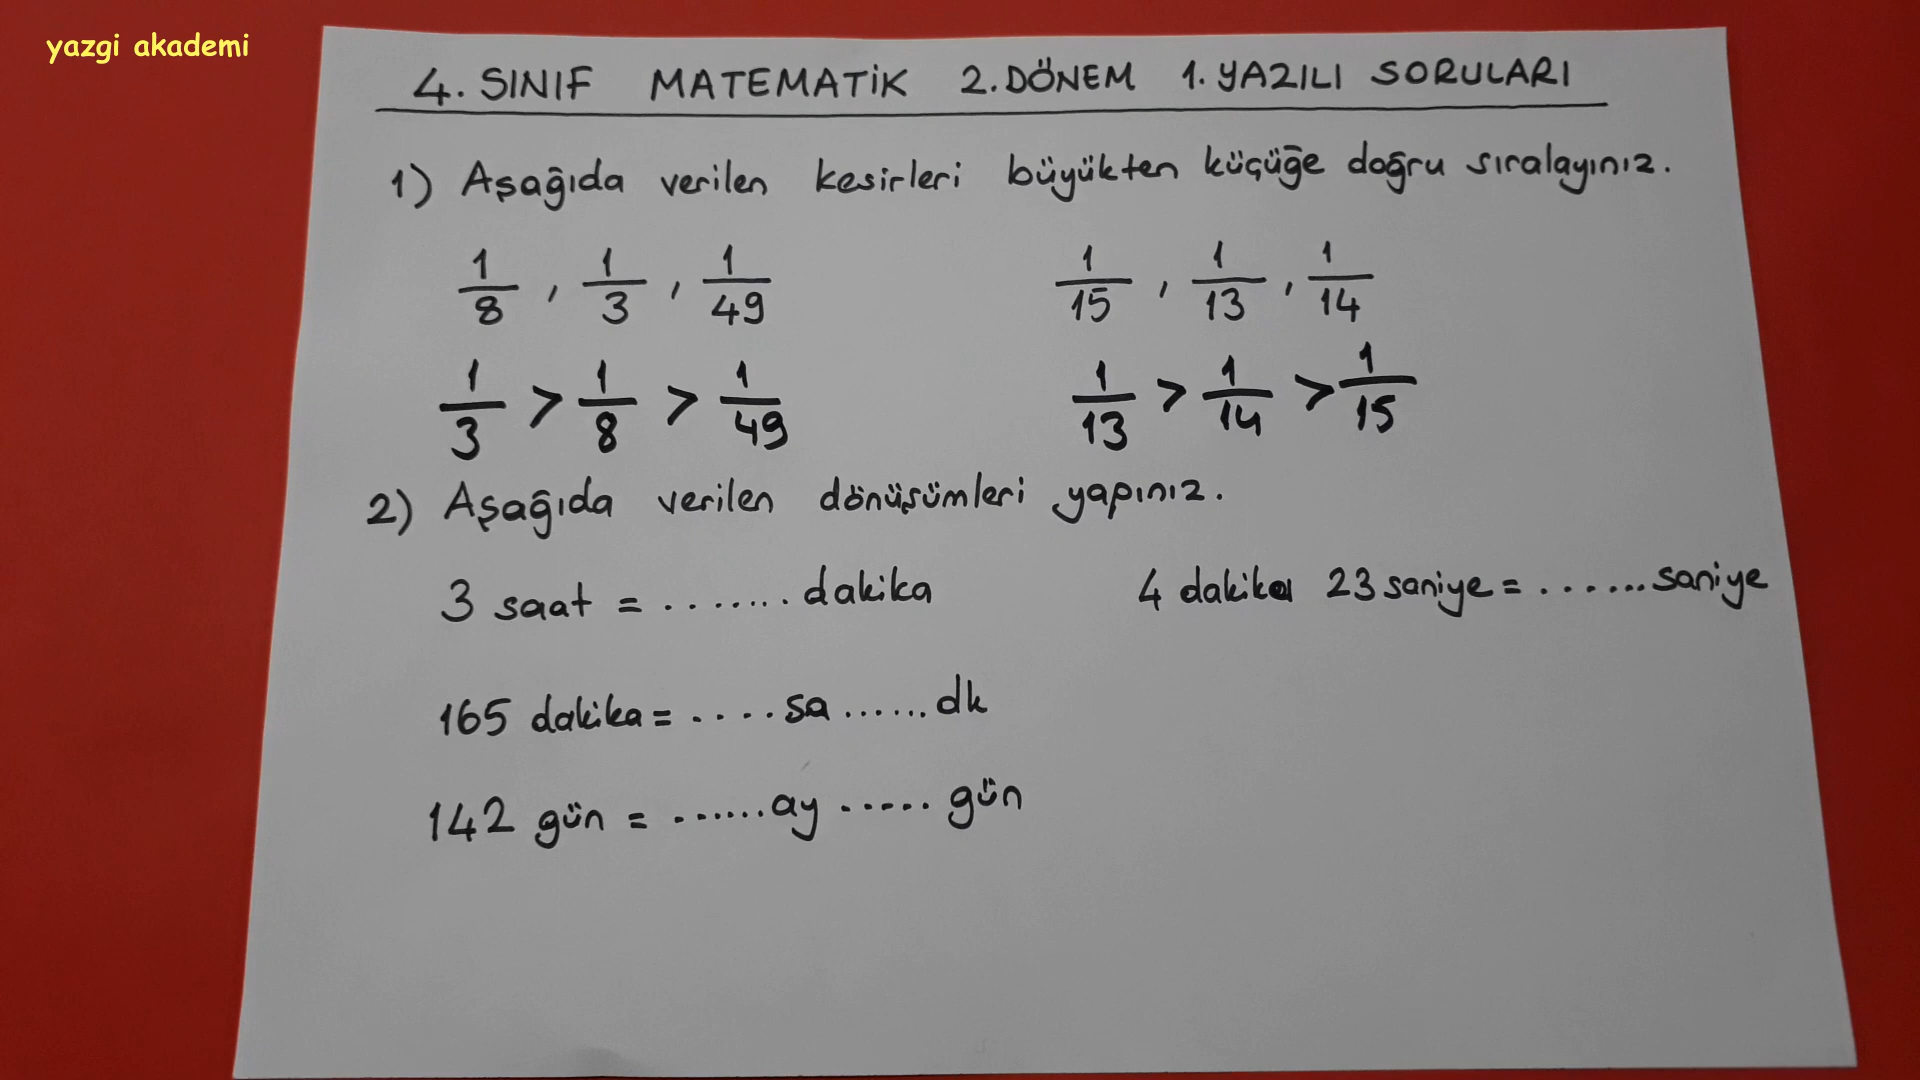 yazgi akademi
4. SINIF MATEMATİK 2. DÖNEM 1. YAZILI SORULARI
1) Aşağıda verilen kesirleri büyükten küçüğe doğru sıralayınız.
1/8 , 1/3 , 1/49 1/15 , 1/13 , 1/14
1/3 > 1/8 > 1/49 1/13 > 1/14 > 1/15
2) Aşağıda verilen dönüşümleri yapınız.
3 saat = ........ dakika 4 dakika 23 saniye = ....... saniye
165 dakika = .... sa ...... dk
142 gün = ...... ay ..... gün